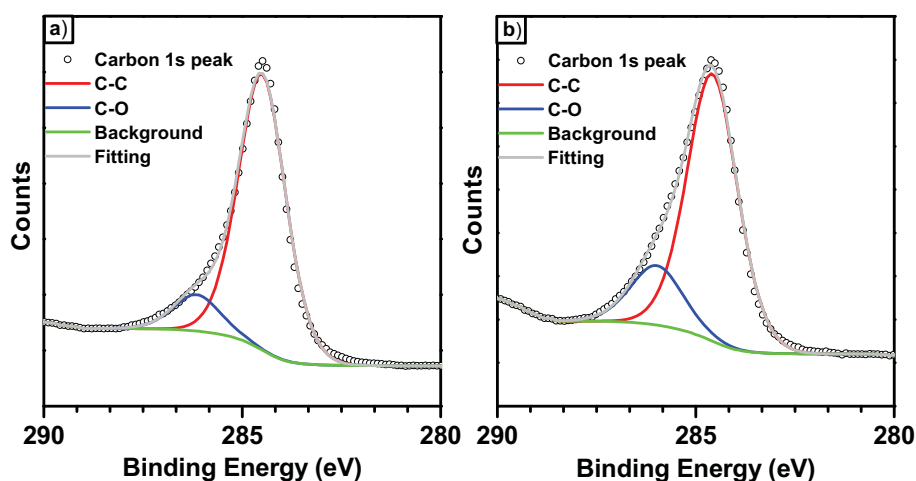 a)
Carbon 1s peak
C-C
C-O
Background
Fitting
Counts
290
285
280
Binding Energy (eV)
b)
Carbon 1s peak
C-C
C-O
Background
Fitting
Counts
290
285
280
Binding Energy (eV)